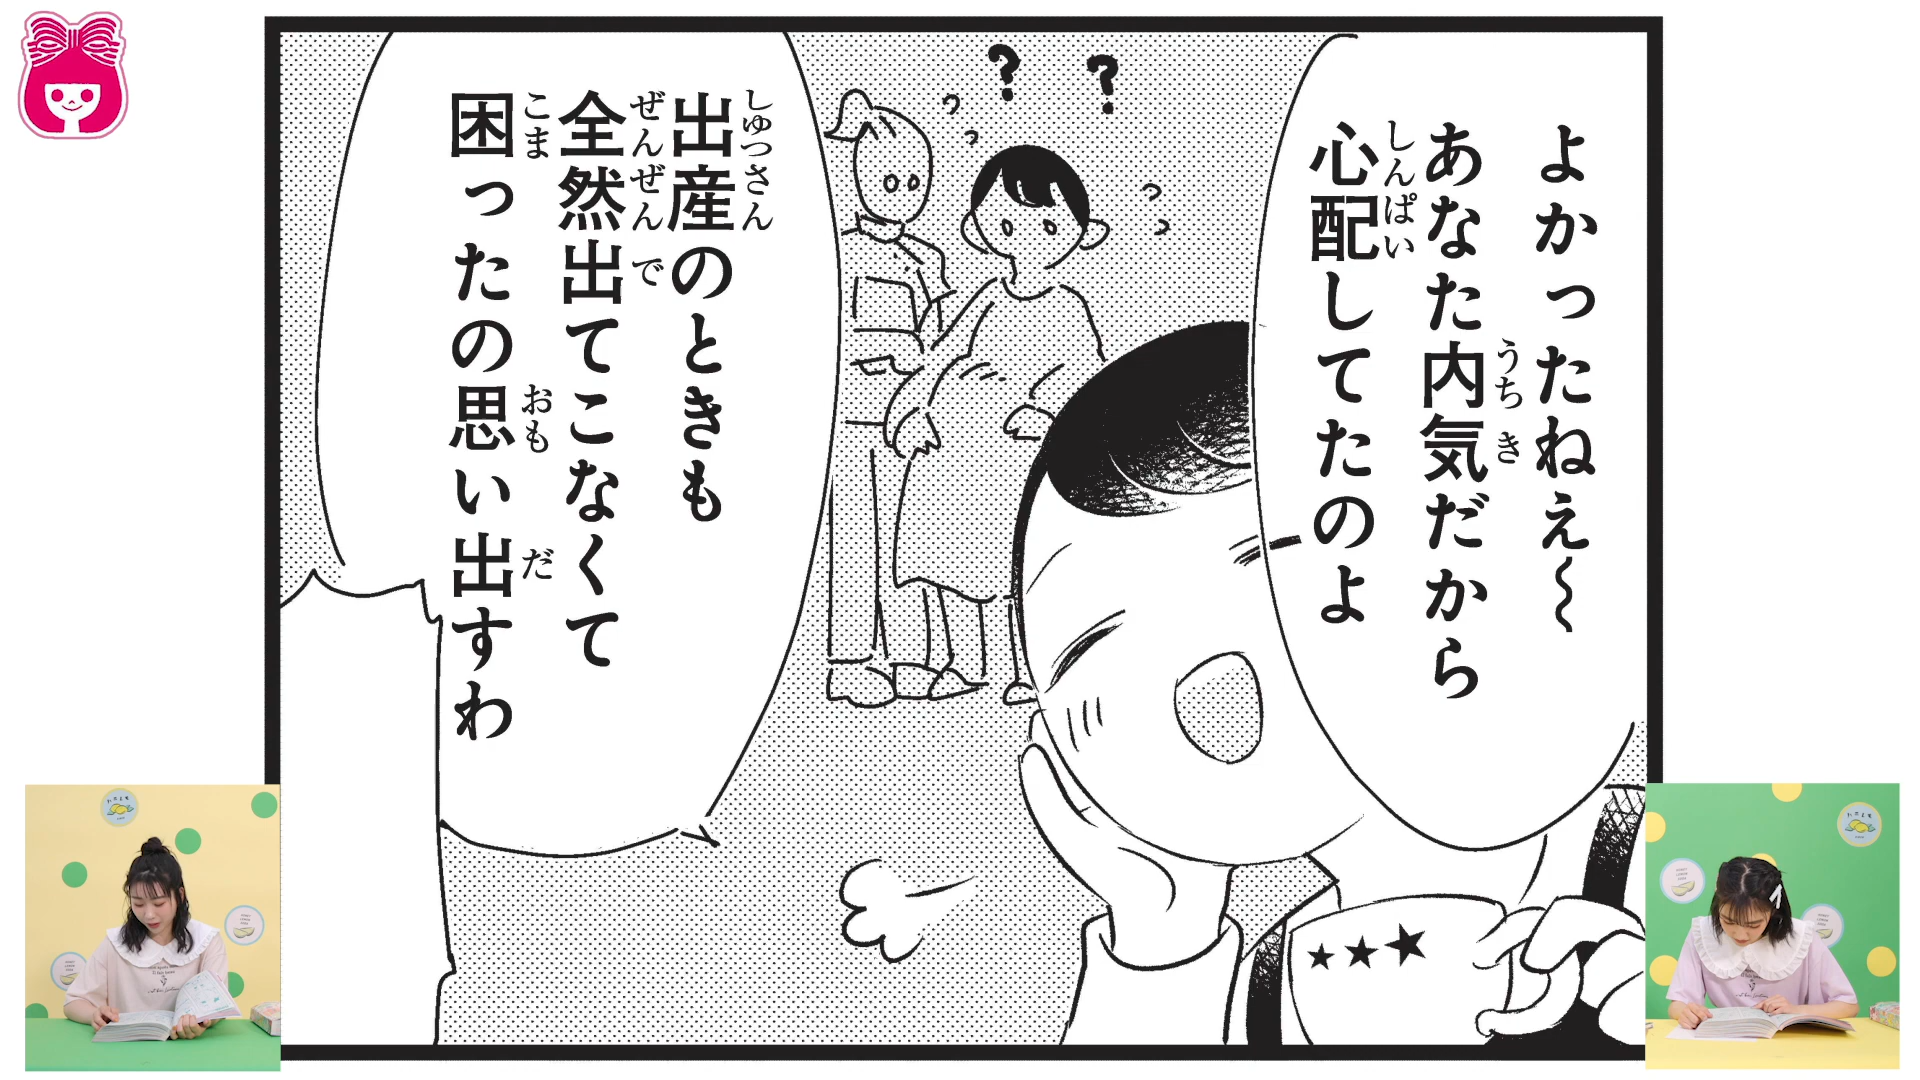 よかったねぇ〜
あなた内気だから
心配してたのよ
出産のときも
全然出てこなくて
困ったの思い出すわ